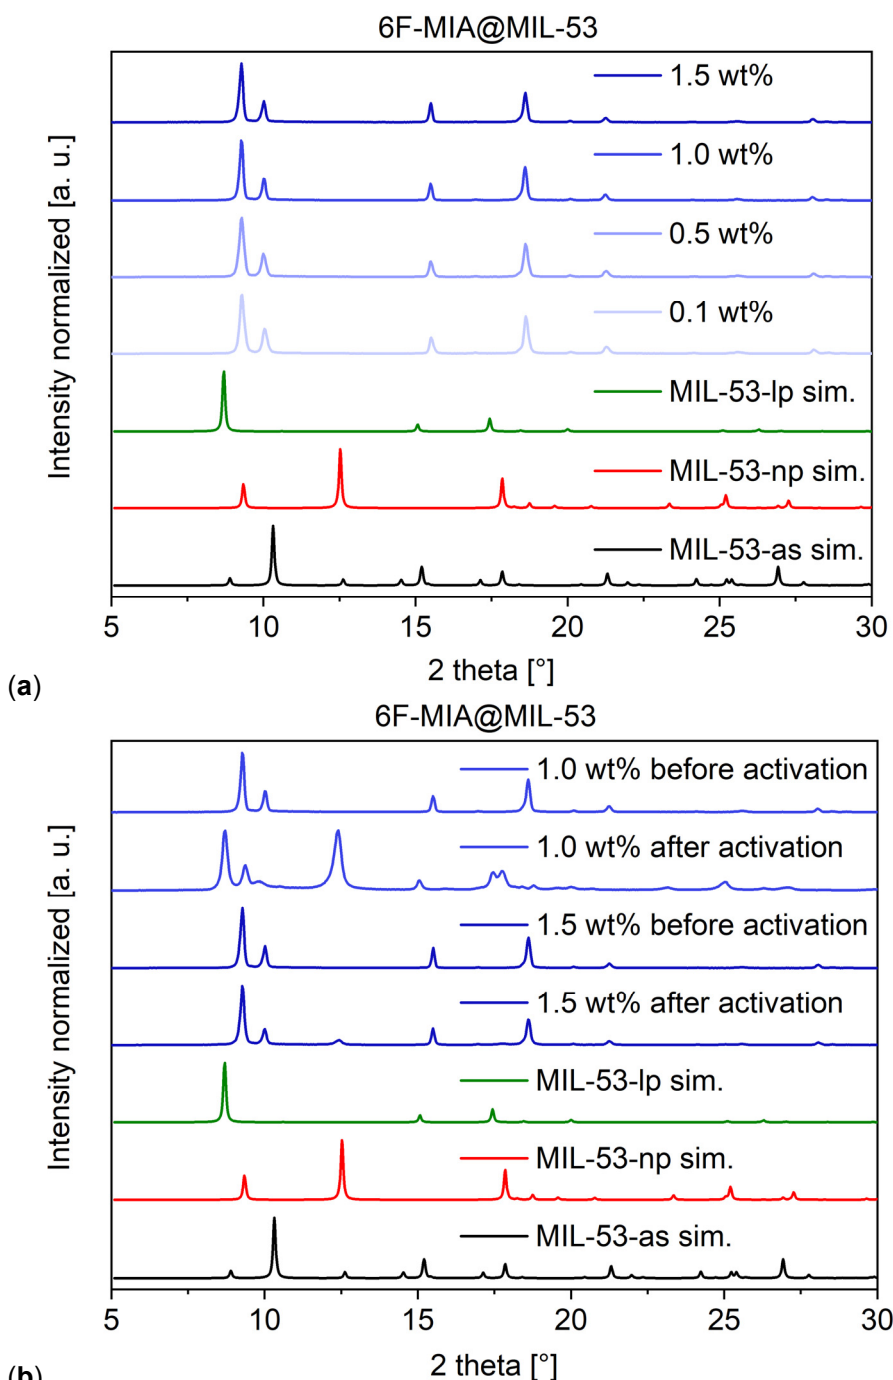 6F-MIA@MIL-53
1.5 wt%
1.0 wt%
0.5 wt%
0.1 wt%
MIL-53-lp sim.
MIL-53-np sim.
MIL-53-as sim.
Intensity normalized [a. u.]
5 10 15 20 25 30
2 theta [°]
(a)
6F-MIA@MIL-53
1.0 wt% before activation
1.0 wt% after activation
1.5 wt% before activation
1.5 wt% after activation
MIL-53-lp sim.
MIL-53-np sim.
MIL-53-as sim.
Intensity normalized [a. u.]
5 10 15 20 25 30
2 theta [°]
(b)